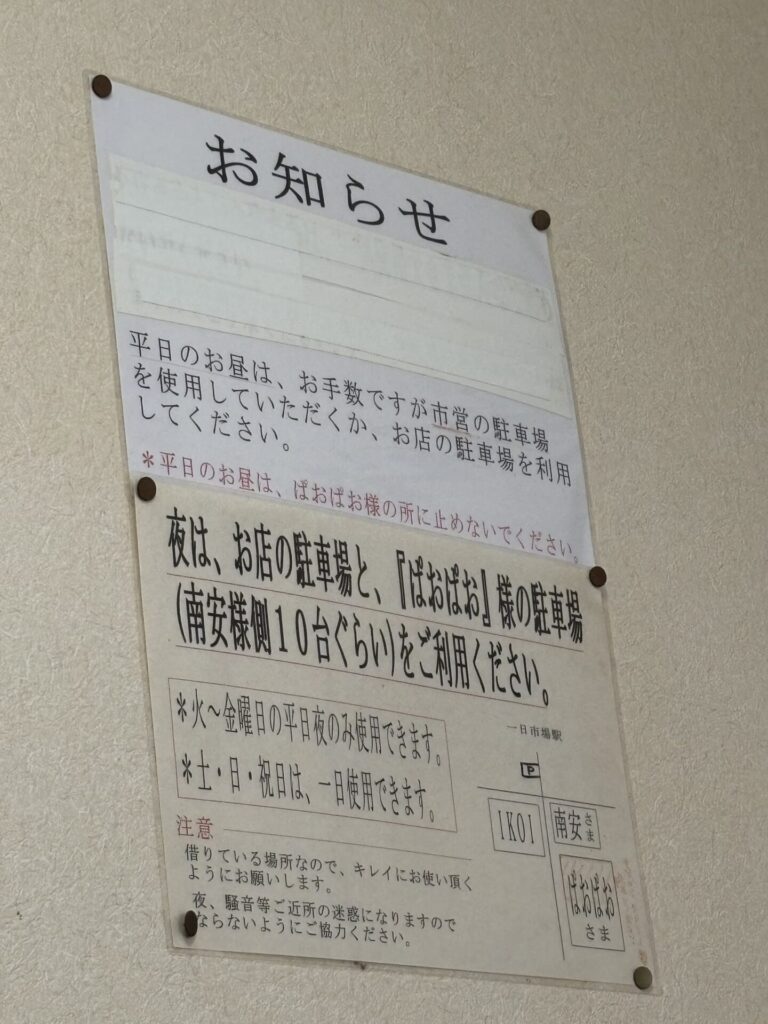 お知らせ
平日のお昼は、お手数ですが市営の駐車場
を使用していただくか、お店の駐車場を利用
してください。
＊平日のお昼は、ぱおぱお様の所に止めないでください。
夜は、お店の駐車場と、『ぱおぱお』様の駐車場
(南安様側１０台ぐらい)をご利用ください。
＊火～金曜日の平日夜のみ使用できます。
＊土・日・祝日は、一日使用できます。
注意
借りている場所なので、キレイにお使い頂く
ようにお願いします。
夜、騒音等ご近所の迷惑になりますので
ならないようにご協力ください。
一日市場駅
P
IK01
南安さま
ぱおぱお
さま